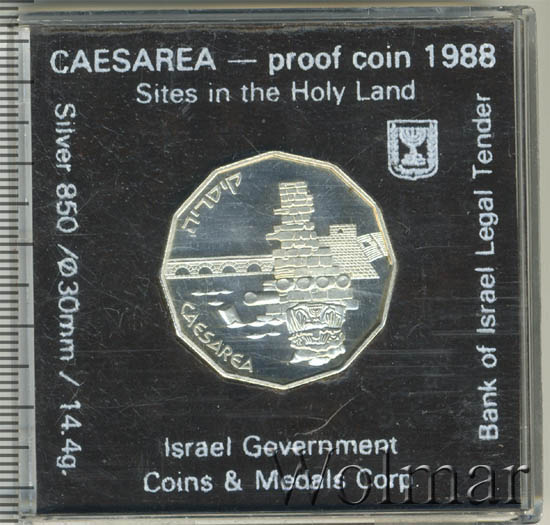 CAESAREA — proof coin 1988
Sites in the Holy Land
Silver 850 /Ø30mm / 14.4g.
קיסריה
CAESAREA
Bank of Israel Legal Tender
Israel Gevernment
Coins & Medals Corp.
Wolmar